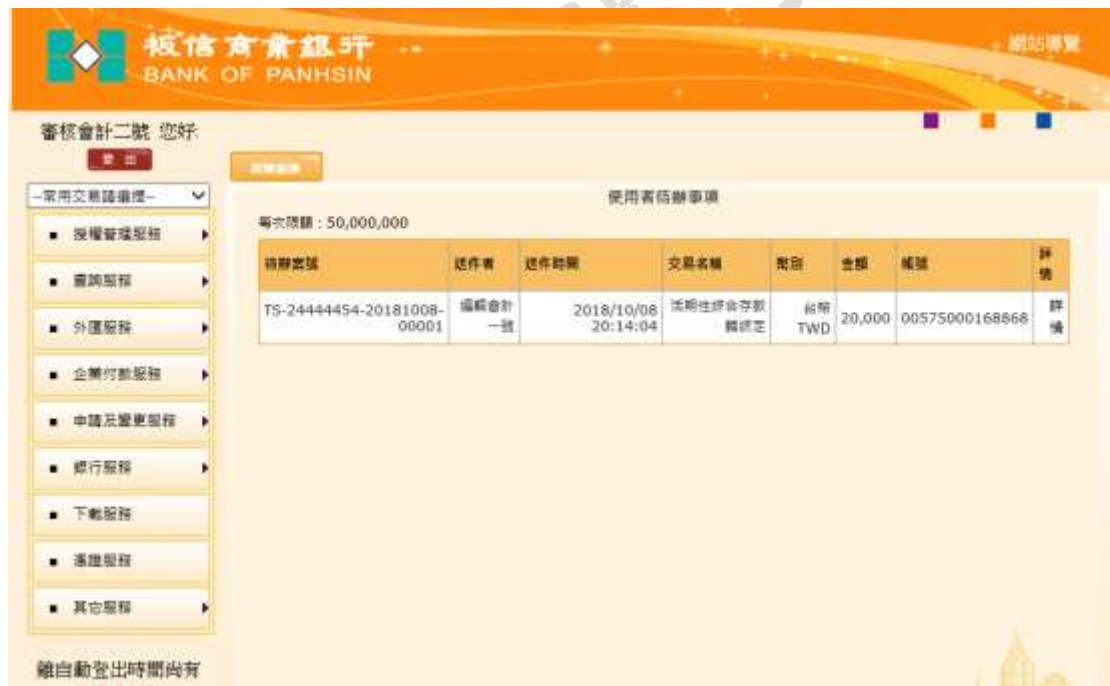 板信商業銀行
BANK OF PANHSIN
網站導覽
審核會計二號 您好:
登 出
--常用交易請選擇--
使用者待辦事項
每次限額：50,000,000
待辦案號 送件者 送件時間 交易名稱 幣別 金額 帳號 詳情
TS-24444454-20181008-00001 編輯會計一號 2018/10/08 20:14:04 活期性綜合存款轉綜定 台幣 TWD 20,000 00575000168868 詳情
授權管理服務
查詢服務
外匯服務
企業付款服務
申請及變更服務
銀行服務
下載服務
憑證服務
其它服務
離自動登出時間尚有